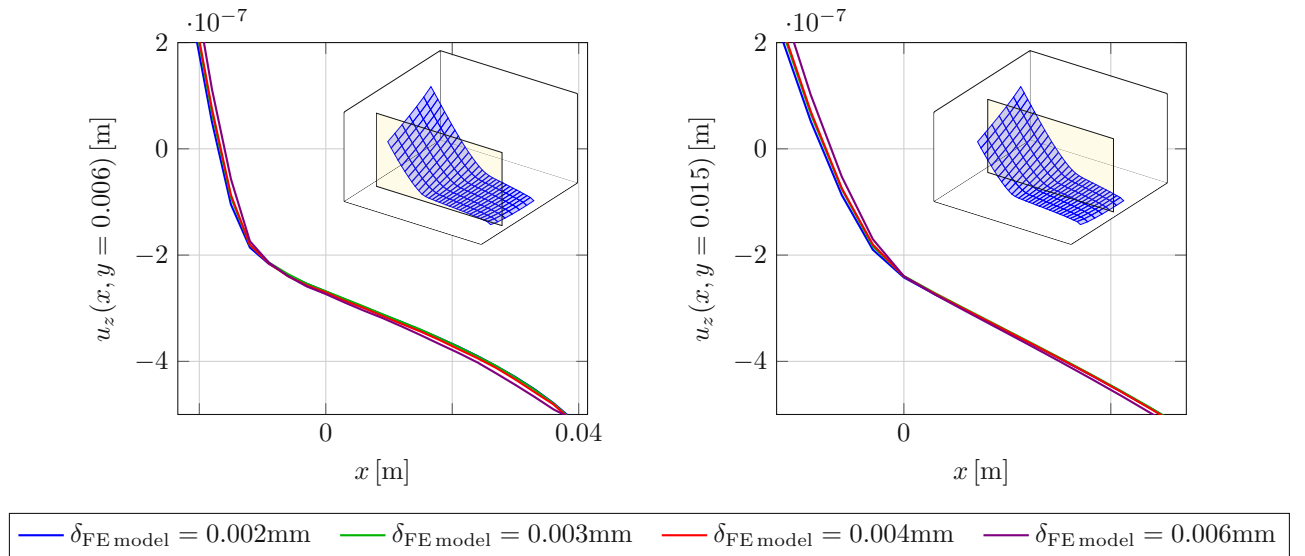 ·10⁻⁷
2
0
−2
−4
0
0.04
x [m]
u_z(x, y = 0.006) [m]
·10⁻⁷
2
0
−2
−4
0
x [m]
u_z(x, y = 0.015) [m]
δ_FE model = 0.002mm
δ_FE model = 0.003mm
δ_FE model = 0.004mm
δ_FE model = 0.006mm